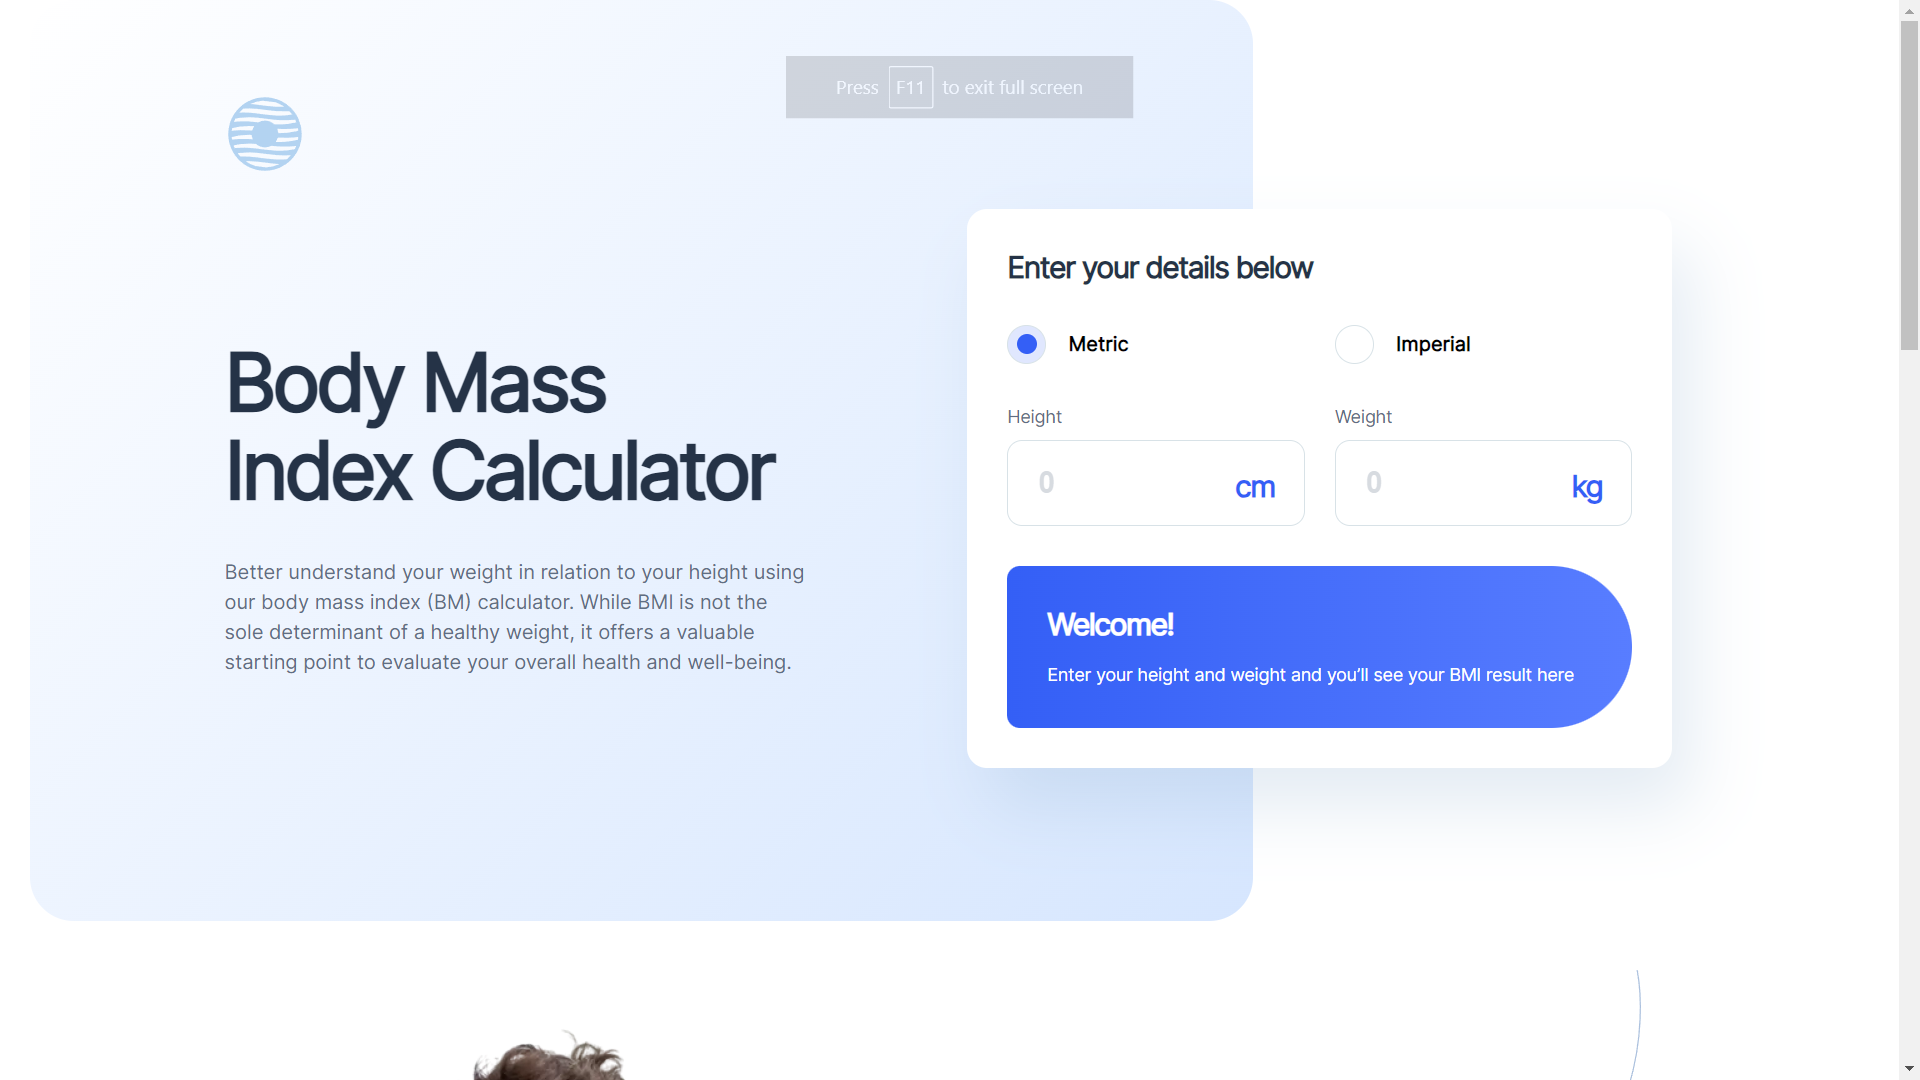 Press F11 to exit full screen
Body Mass
Index Calculator
Better understand your weight in relation to your height using
our body mass index (BM) calculator. While BMI is not the
sole determinant of a healthy weight, it offers a valuable
starting point to evaluate your overall health and well-being.
Enter your details below
Metric
Imperial
Height
Weight
0 cm
0 kg
Welcome!
Enter your height and weight and you’ll see your BMI result here